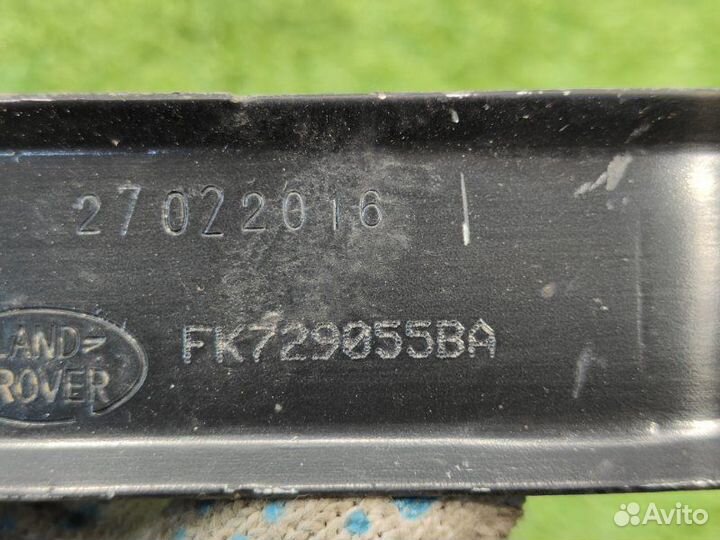 27022016
LAND
ROVER
FK729055BA
Avito